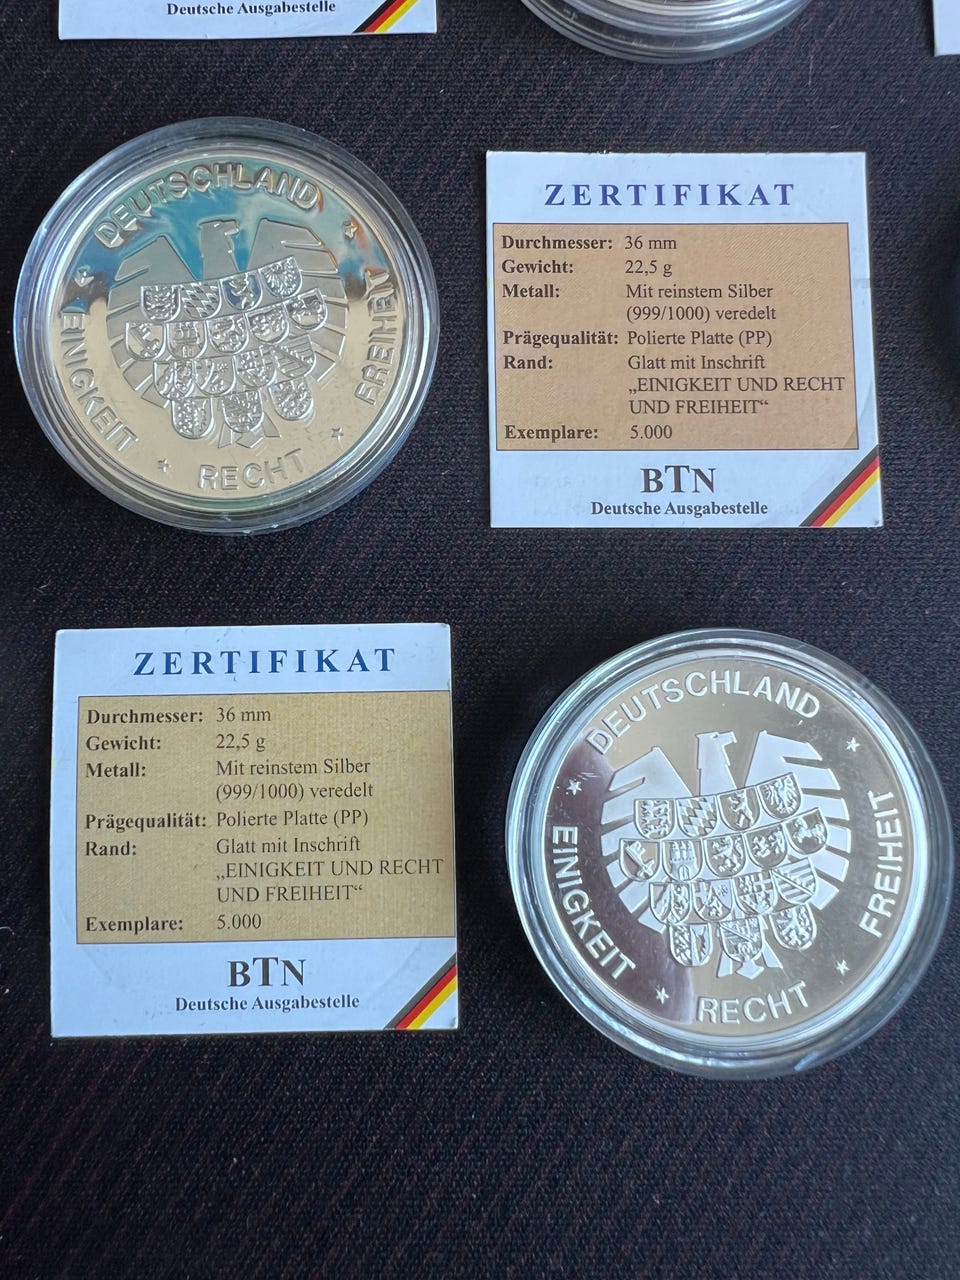 Deutsche Ausgabestelle
DEUTSCHLAND
EINIGKEIT
RECHT
FREIHEIT
ZERTIFIKAT
Durchmesser: 36 mm
Gewicht: 22,5 g
Metall: Mit reinstem Silber
(999/1000) veredelt
Prägequalität: Polierte Platte (PP)
Rand: Glatt mit Inschrift
„EINIGKEIT UND RECHT
UND FREIHEIT“
Exemplare: 5.000
BTN
Deutsche Ausgabestelle
ZERTIFIKAT
Durchmesser: 36 mm
Gewicht: 22,5 g
Metall: Mit reinstem Silber
(999/1000) veredelt
Prägequalität: Polierte Platte (PP)
Rand: Glatt mit Inschrift
„EINIGKEIT UND RECHT
UND FREIHEIT“
Exemplare: 5.000
BTN
Deutsche Ausgabestelle
DEUTSCHLAND
EINIGKEIT
RECHT
FREIHEIT